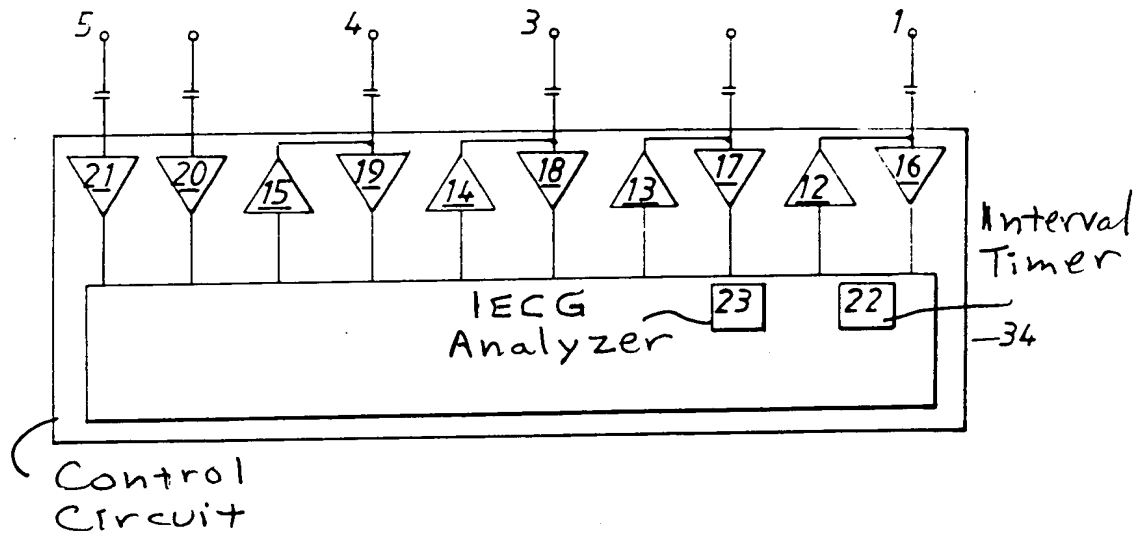 5 4 3 1
21 20 15 19 14 18 13 17 12 16
Interval
Timer
IECG
Analyzer
23 22
34
Control
Circuit